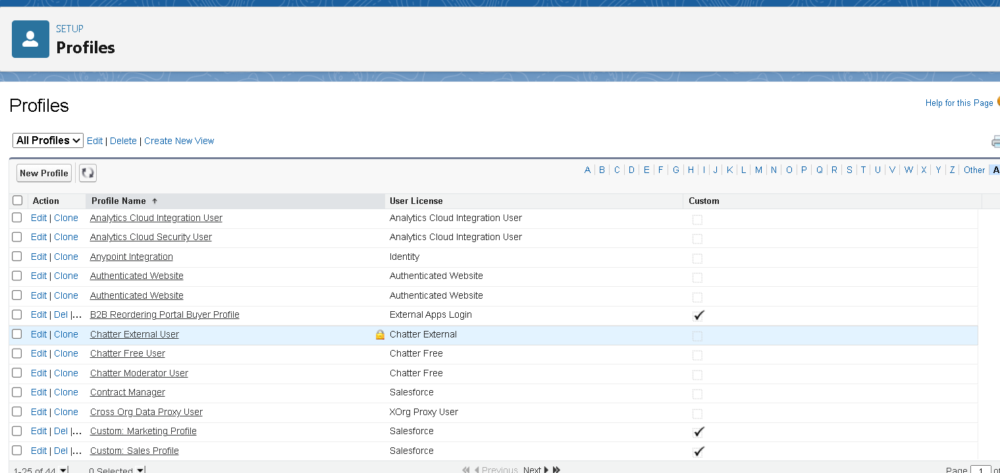 SETUP
Profiles
Profiles
Help for this Page
All Profiles Edit | Delete | Create New View
New Profile A B C D E F G H I J K L M N O P Q R S T U V W X Y Z Other A
Action Profile Name User License Custom
Edit | Clone Analytics Cloud Integration User Analytics Cloud Integration User
Edit | Clone Analytics Cloud Security User Analytics Cloud Integration User
Edit | Clone Anypoint Integration Identity
Edit | Clone Authenticated Website Authenticated Website
Edit | Clone Authenticated Website Authenticated Website
Edit | Del |... B2B Reordering Portal Buyer Profile External Apps Login
Edit | Clone Chatter External User Chatter External
Edit | Clone Chatter Free User Chatter Free
Edit | Clone Chatter Moderator User Chatter Free
Edit | Clone Contract Manager Salesforce
Edit | Clone Cross Org Data Proxy User XOrg Proxy User
Edit | Del |... Custom: Marketing Profile Salesforce
Edit | Del |... Custom: Sales Profile Salesforce
1-25 of 44 0 Selected Previous Next Page 1 of